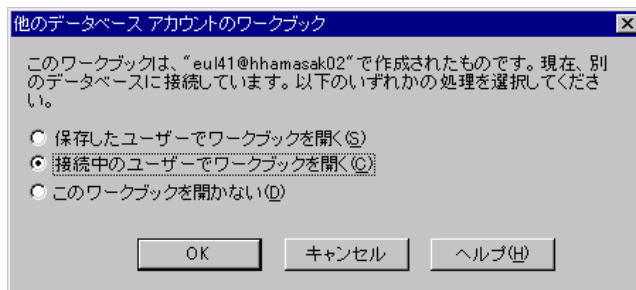 他のデータベース アカウントのワークブック
このワークブックは、“eul41@hhamasak02”で作成されたものです。現在、別
のデータベースに接続しています。以下のいずれかの処理を選択してくださ
い。
保存したユーザーでワークブックを開く(S)
接続中のユーザーでワークブックを開く(C)
このワークブックを開かない(D)
OK キャンセル ヘルプ(H)